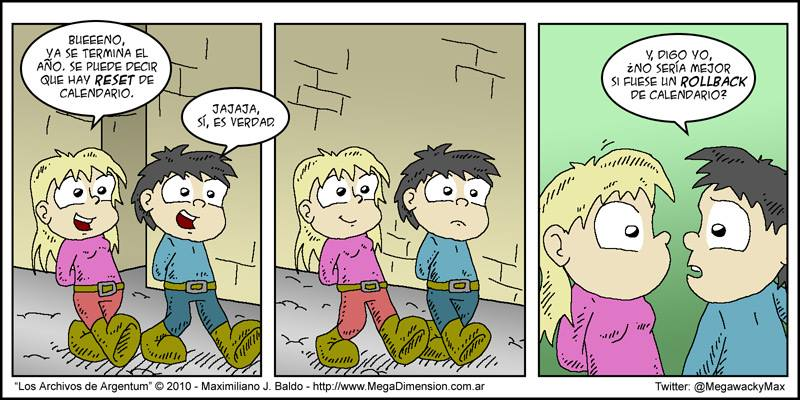 BUEEENO,
YA SE TERMINA EL
AÑO. SE PUEDE DECIR
QUE HAY RESET DE
CALENDARIO.
JAJAJA,
SÍ, ES VERDAD.
Y, DIGO YO,
¿NO SERÍA MEJOR
SI FUESE UN ROLLBACK
DE CALENDARIO?
"Los Archivos de Argentum" © 2010 - Maximiliano J. Baldo - http://www.MegaDimension.com.ar
Twitter: @MegawackyMax